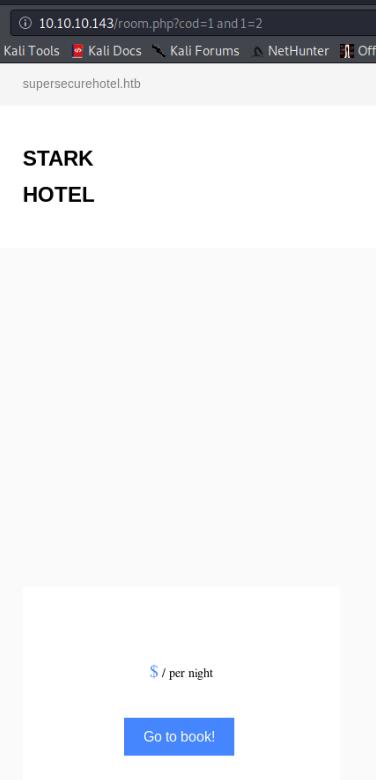 10.10.10.143/room.php?cod=1 and 1=2
Kali Tools Kali Docs Kali Forums NetHunter Off
supersecurehotel.htb
STARK
HOTEL
$ / per night
Go to book!